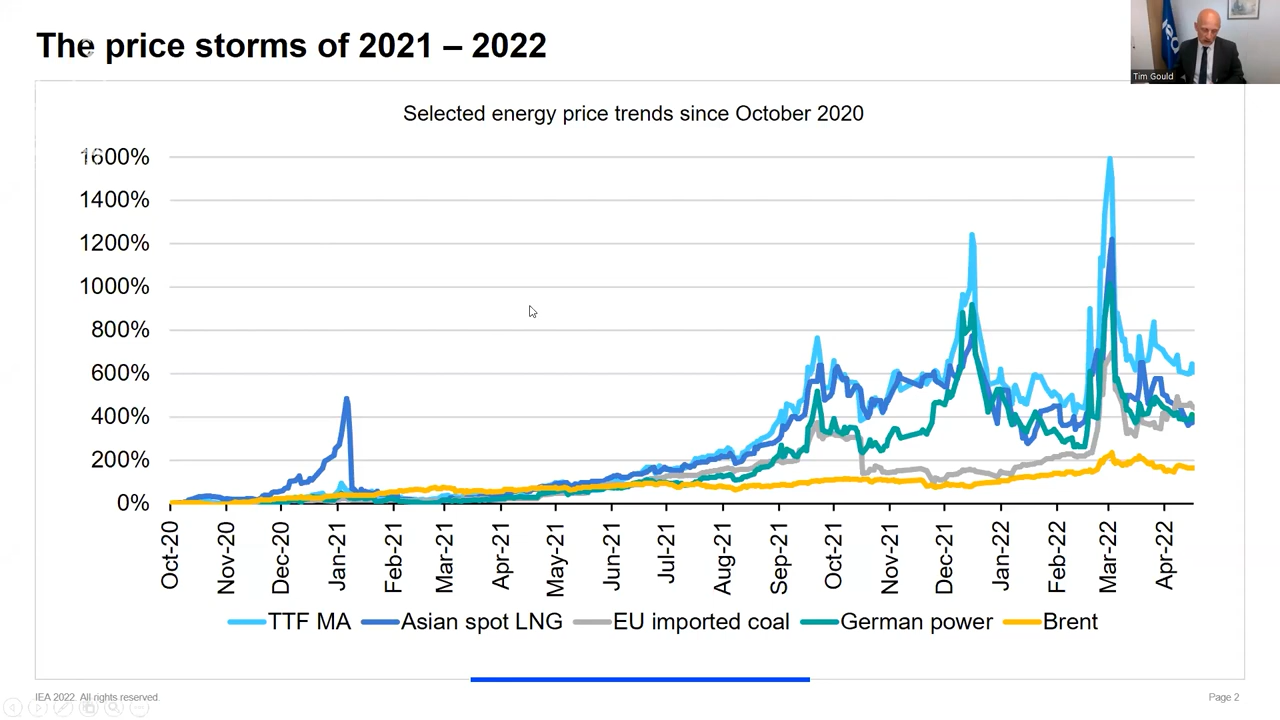 The price storms of 2021 – 2022
Tim Gould
Selected energy price trends since October 2020
1600%
1400%
1200%
1000%
800%
600%
400%
200%
0%
Oct-20
Nov-20
Dec-20
Jan-21
Feb-21
Mar-21
Apr-21
May-21
Jun-21
Jul-21
Aug-21
Sep-21
Oct-21
Nov-21
Dec-21
Jan-22
Feb-22
Mar-22
Apr-22
TTF MA Asian spot LNG EU imported coal German power Brent
IEA 2022. All rights reserved.
Page 2